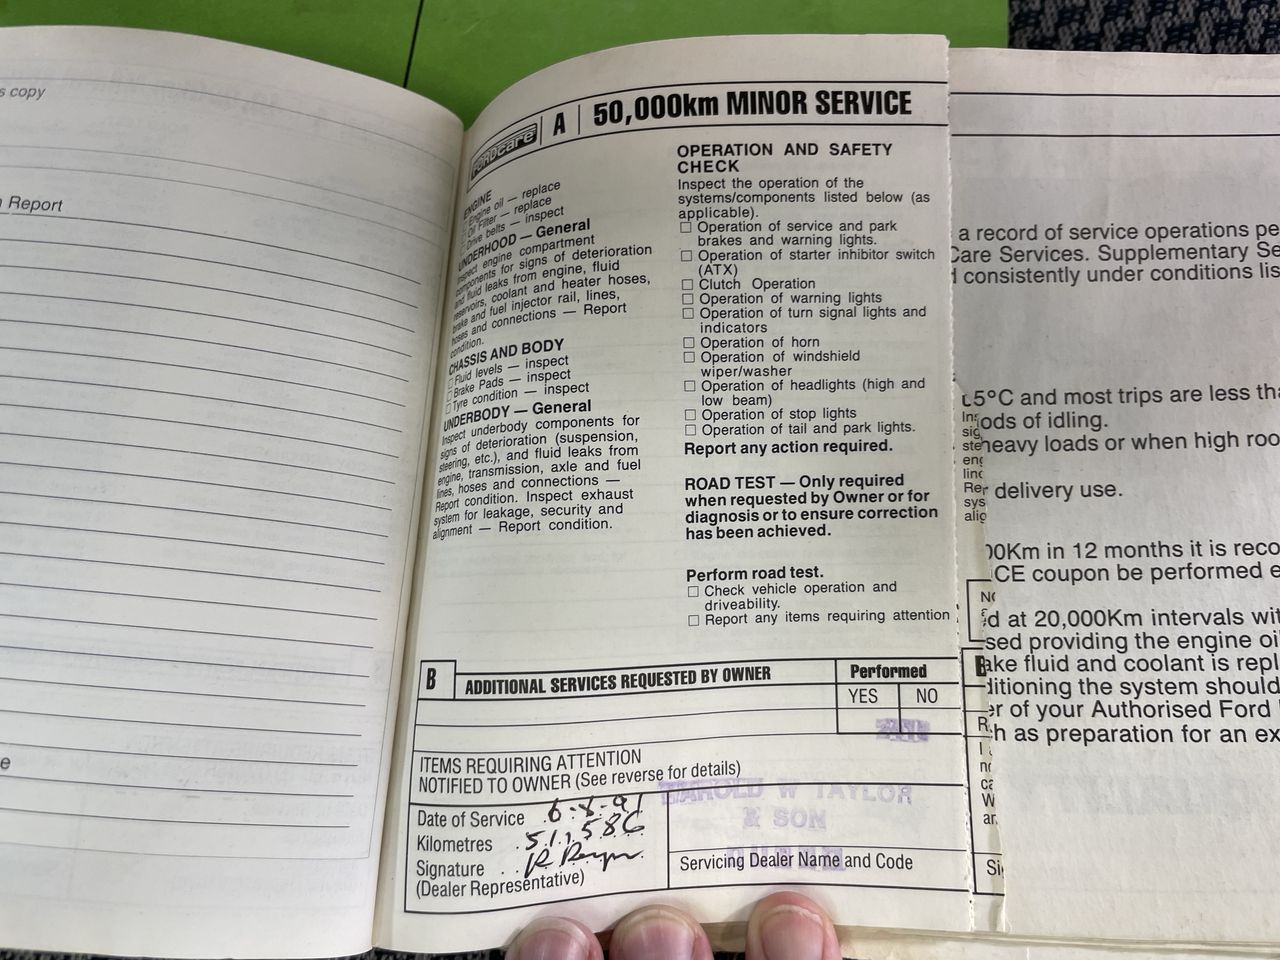 s copy
n Report
e
FORDcare
A
50,000km MINOR SERVICE
ENGINE
Engine oil — replace
Oil Filter — replace
Drive belts — inspect
UNDERHOOD — General
Inspect engine compartment
components for signs of deterioration
and fluid leaks from engine, fluid
reservoirs, coolant and heater hoses,
brake and fuel injector rail, lines,
hoses and connections — Report
condition.
CHASSIS AND BODY
Fluid levels — inspect
Brake Pads — inspect
Tyre condition — inspect
UNDERBODY — General
Inspect underbody components for
signs of deterioration (suspension,
steering, etc.), and fluid leaks from
engine, transmission, axle and fuel
lines, hoses and connections —
Report condition. Inspect exhaust
system for leakage, security and
alignment — Report condition.
OPERATION AND SAFETY
CHECK
Inspect the operation of the
systems/components listed below (as
applicable).
Operation of service and park
brakes and warning lights.
Operation of starter inhibitor switch
(ATX)
Clutch Operation
Operation of warning lights
Operation of turn signal lights and
indicators
Operation of horn
Operation of windshield
wiper/washer
Operation of headlights (high and
low beam)
Operation of stop lights
Operation of tail and park lights.
Report any action required.
ROAD TEST — Only required
when requested by Owner or for
diagnosis or to ensure correction
has been achieved.
Perform road test.
Check vehicle operation and
driveability.
Report any items requiring attention
B
ADDITIONAL SERVICES REQUESTED BY OWNER
Performed
YES
NO
ITEMS REQUIRING ATTENTION
NOTIFIED TO OWNER (See reverse for details)
Date of Service
Kilometres 51,586
Signature
(Dealer Representative)
HAROLD W TAYLOR
& SON
Servicing Dealer Name and Code
a record of service operations pe
Care Services. Supplementary Se
d consistently under conditions lis
5°C and most trips are less tha
ods of idling.
heavy loads or when high roo
r delivery use.
00Km in 12 months it is reco
CE coupon be performed e
ed at 20,000Km intervals wit
sed providing the engine oi
ake fluid and coolant is repl
ditioning the system should
er of your Authorised Ford
h as preparation for an ex
Ins
sig
ste
eng
line
Rep
sys
alig
B
Si